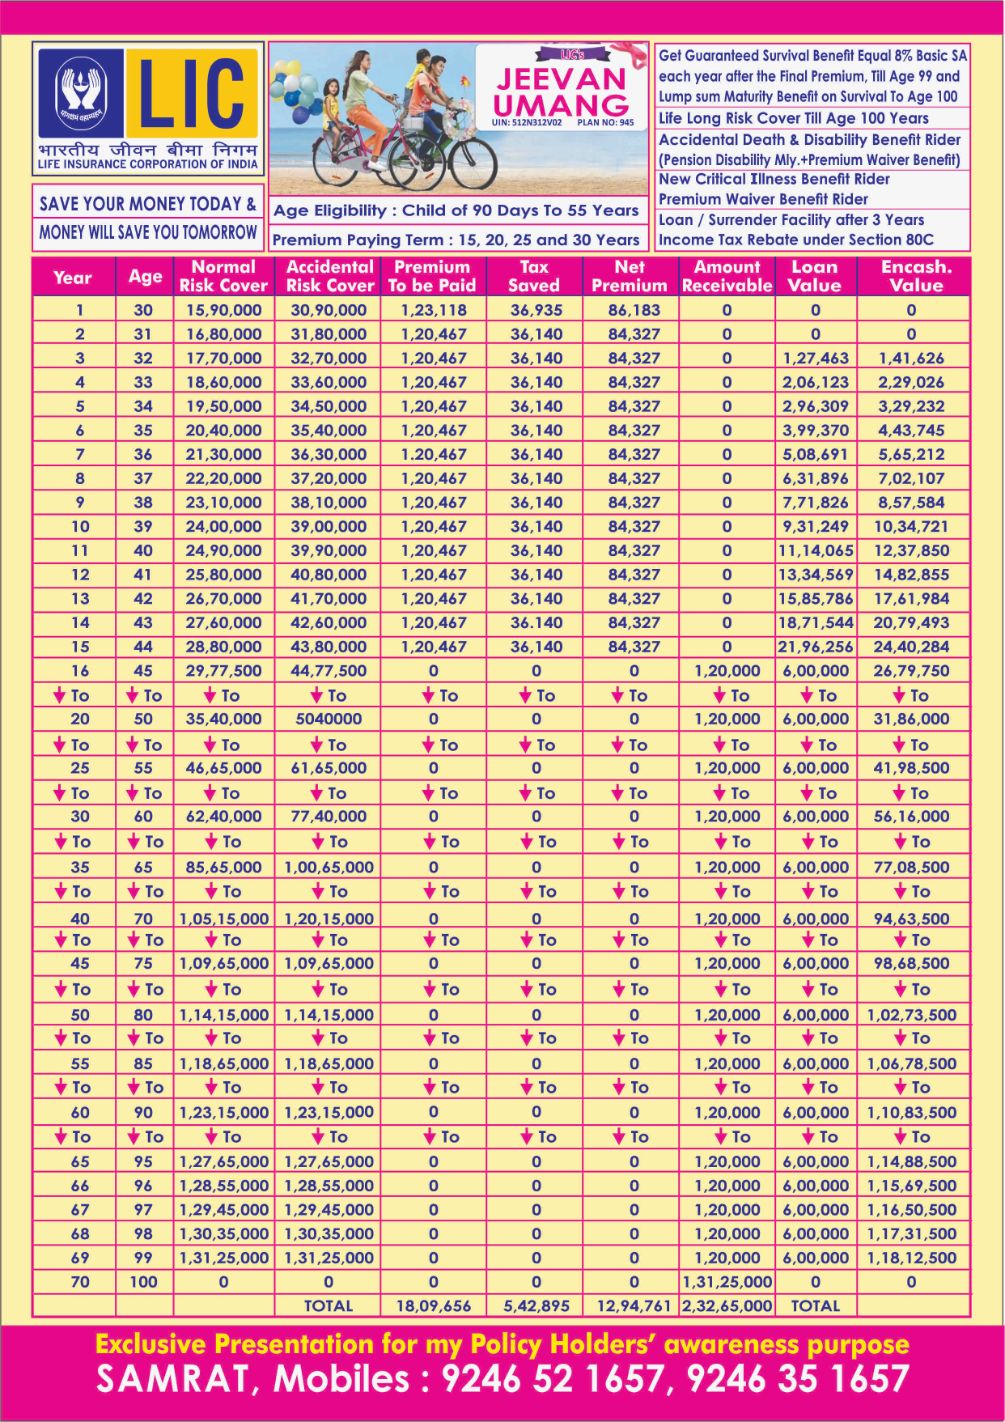 LIC
भारतीय जीवन बीमा निगम
LIFE INSURANCE CORPORATION OF INDIA
SAVE YOUR MONEY TODAY &
MONEY WILL SAVE YOU TOMORROW
LIC's
JEEVAN
UMANG
UIN: 512N312V02 PLAN NO: 945
Age Eligibility : Child of 90 Days To 55 Years
Premium Paying Term : 15, 20, 25 and 30 Years
Get Guaranteed Survival Benefit Equal 8% Basic SA
each year after the Final Premium, Till Age 99 and
Lump sum Maturity Benefit on Survival To Age 100
Life Long Risk Cover Till Age 100 Years
Accidental Death & Disability Benefit Rider
(Pension Disability Mly.+Premium Waiver Benefit)
New Critical Illness Benefit Rider
Premium Waiver Benefit Rider
Loan / Surrender Facility after 3 Years
Income Tax Rebate under Section 80C
Year Age Normal Risk Cover Accidental Risk Cover Premium To be Paid Tax Saved Net Premium Amount Receivable Loan Value Encash. Value
1 30 15,90,000 30,90,000 1,23,118 36,935 86,183 0 0 0
2 31 16,80,000 31,80,000 1,20,467 36,140 84,327 0 0 0
3 32 17,70,000 32,70,000 1,20,467 36,140 84,327 0 1,27,463 1,41,626
4 33 18,60,000 33,60,000 1,20,467 36,140 84,327 0 2,06,123 2,29,026
5 34 19,50,000 34,50,000 1,20,467 36,140 84,327 0 2,96,309 3,29,232
6 35 20,40,000 35,40,000 1,20,467 36,140 84,327 0 3,99,370 4,43,745
7 36 21,30,000 36,30,000 1,20,467 36,140 84,327 0 5,08,691 5,65,212
8 37 22,20,000 37,20,000 1,20,467 36,140 84,327 0 6,31,896 7,02,107
9 38 23,10,000 38,10,000 1,20,467 36,140 84,327 0 7,71,826 8,57,584
10 39 24,00,000 39,00,000 1,20,467 36,140 84,327 0 9,31,249 10,34,721
11 40 24,90,000 39,90,000 1,20,467 36,140 84,327 0 11,14,065 12,37,850
12 41 25,80,000 40,80,000 1,20,467 36,140 84,327 0 13,34,569 14,82,855
13 42 26,70,000 41,70,000 1,20,467 36,140 84,327 0 15,85,786 17,61,984
14 43 27,60,000 42,60,000 1,20,467 36.140 84,327 0 18,71,544 20,79,493
15 44 28,80,000 43,80,000 1,20,467 36,140 84,327 0 21,96,256 24,40,284
16 45 29,77,500 44,77,500 0 0 0 1,20,000 6,00,000 26,79,750
To To To To To To To To To To
20 50 35,40,000 5040000 0 0 0 1,20,000 6,00,000 31,86,000
To To To To To To To To To To
25 55 46,65,000 61,65,000 0 0 0 1,20,000 6,00,000 41,98,500
To To To To To To To To To To
30 60 62,40,000 77,40,000 0 0 0 1,20,000 6,00,000 56,16,000
To To To To To To To To To To
35 65 85,65,000 1,00,65,000 0 0 0 1,20,000 6,00,000 77,08,500
To To To To To To To To To To
40 70 1,05,15,000 1,20,15,000 0 0 0 1,20,000 6,00,000 94,63,500
To To To To To To To To To To
45 75 1,09,65,000 1,09,65,000 0 0 0 1,20,000 6,00,000 98,68,500
To To To To To To To To To To
50 80 1,14,15,000 1,14,15,000 0 0 0 1,20,000 6,00,000 1,02,73,500
To To To To To To To To To To
55 85 1,18,65,000 1,18,65,000 0 0 0 1,20,000 6,00,000 1,06,78,500
To To To To To To To To To To
60 90 1,23,15,000 1,23,15,000 0 0 0 1,20,000 6,00,000 1,10,83,500
To To To To To To To To To To
65 95 1,27,65,000 1,27,65,000 0 0 0 1,20,000 6,00,000 1,14,88,500
66 96 1,28,55,000 1,28,55,000 0 0 0 1,20,000 6,00,000 1,15,69,500
67 97 1,29,45,000 1,29,45,000 0 0 0 1,20,000 6,00,000 1,16,50,500
68 98 1,30,35,000 1,30,35,000 0 0 0 1,20,000 6,00,000 1,17,31,500
69 99 1,31,25,000 1,31,25,000 0 0 0 1,20,000 6,00,000 1,18,12,500
70 100 0 0 0 0 0 1,31,25,000 0 0
TOTAL 18,09,656 5,42,895 12,94,761 2,32,65,000 TOTAL
Exclusive Presentation for my Policy Holders' awareness purpose
SAMRAT, Mobiles : 9246 52 1657, 9246 35 1657